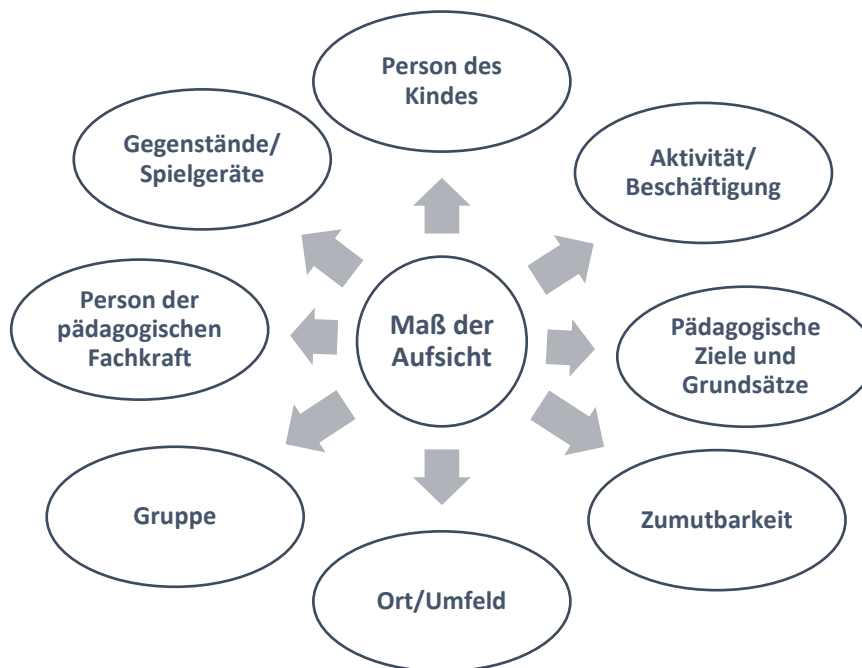 Person des
Kindes
Gegenstände/
Spielgeräte
Aktivität/
Beschäftigung
Person der
pädagogischen
Fachkraft
Maß der
Aufsicht
Pädagogische
Ziele und
Grundsätze
Gruppe
Zumutbarkeit
Ort/Umfeld